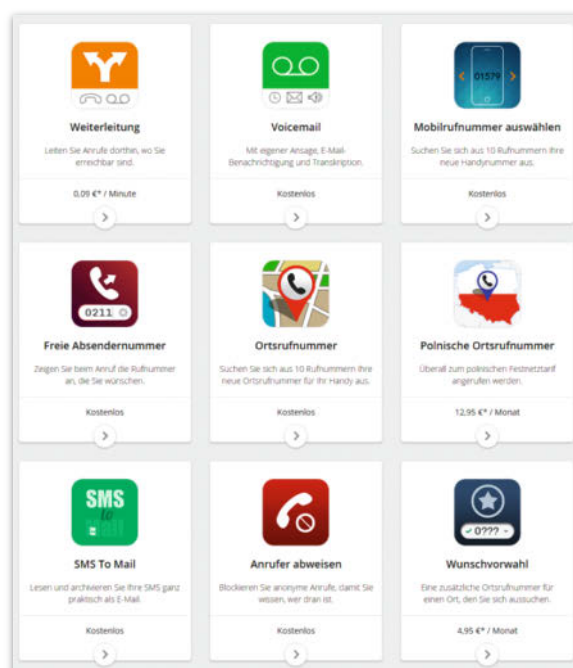 01579
Weiterleitung
Leiten Sie Anrufe dorthin, wo Sie
erreichbar sind.
0,09 €* / Minute
Voicemail
Mit eigener Ansage, E-Mail-
Benachrichtigung und Transkription.
Kostenlos
Mobilrufnummer auswählen
Suchen Sie sich aus 10 Rufnummern Ihre
neue Handynummer aus.
Kostenlos
0211
Freie Absendernummer
Zeigen Sie beim Anruf die Rufnummer
an, die Sie wünschen.
Kostenlos
Ortsrufnummer
Suchen Sie sich aus 10 Rufnummern Ihre
neue Ortsrufnummer für Ihr Handy aus.
Kostenlos
Polnische Ortsrufnummer
Überall zum polnischen Festnetztarif
angerufen werden.
12,95 €* / Monat
SMS
to
Mail
SMS To Mail
Lesen und archivieren Sie Ihre SMS ganz
praktisch als E-Mail.
Kostenlos
Anrufer abweisen
Blockieren Sie anonyme Anrufe, damit Sie
wissen, wer dran ist.
Kostenlos
0???
Wunschvorwahl
Eine zusätzliche Ortsrufnummer für
einen Ort, den Sie sich aussuchen.
4,95 €* / Monat